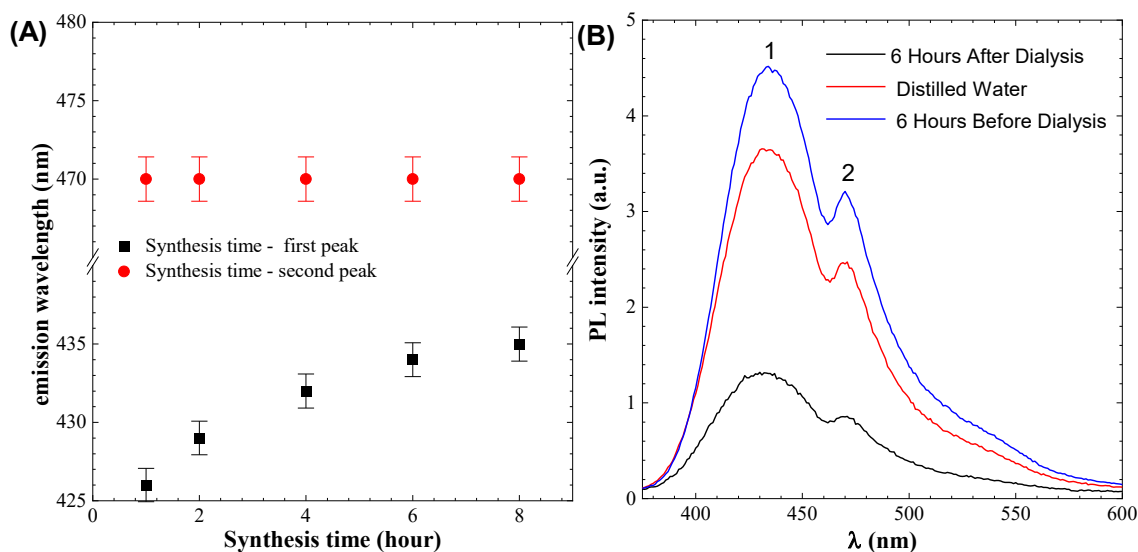 (A)
480
475
470
435
430
425
emission wavelength (nm)
Synthesis time - first peak
Synthesis time - second peak
0
2
4
6
8
Synthesis time (hour)
(B)
5
4
3
2
1
0
PL intensity (a.u.)
1
2
6 Hours After Dialysis
Distilled Water
6 Hours Before Dialysis
400
450
500
550
600
λ (nm)